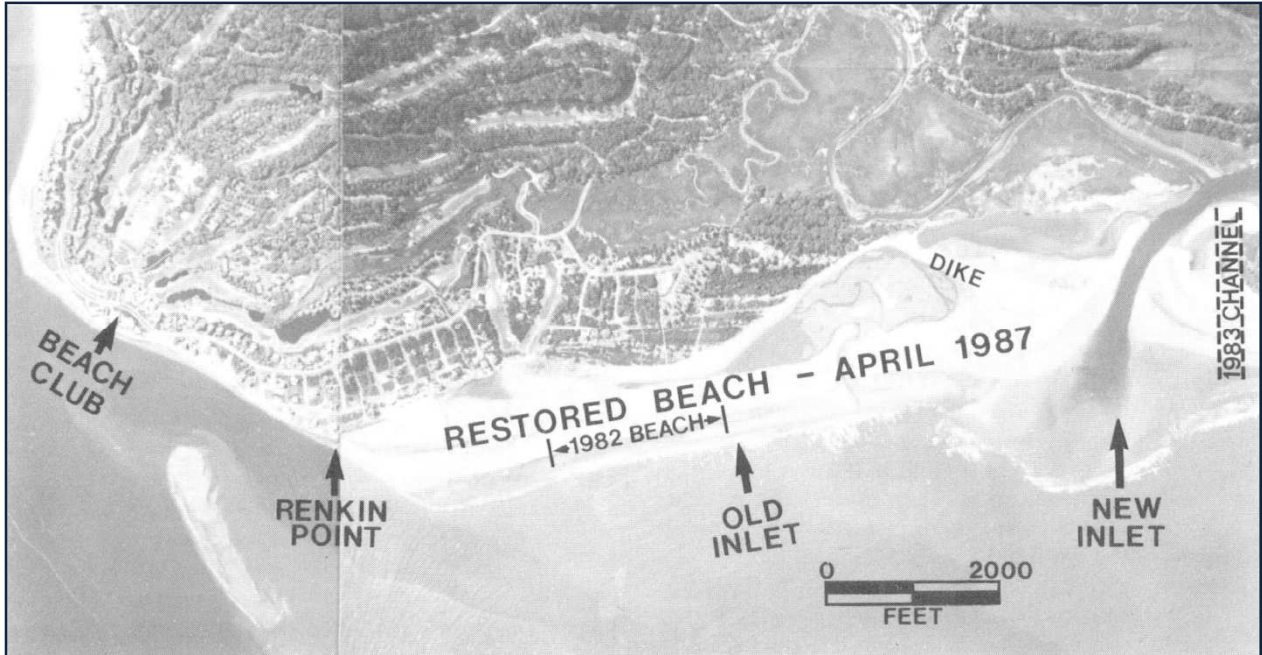 BEACH
CLUB
RENKIN
POINT
RESTORED BEACH - APRIL 1987
1982 BEACH
OLD
INLET
DIKE
1983 CHANNEL
NEW
INLET
0 2000
FEET